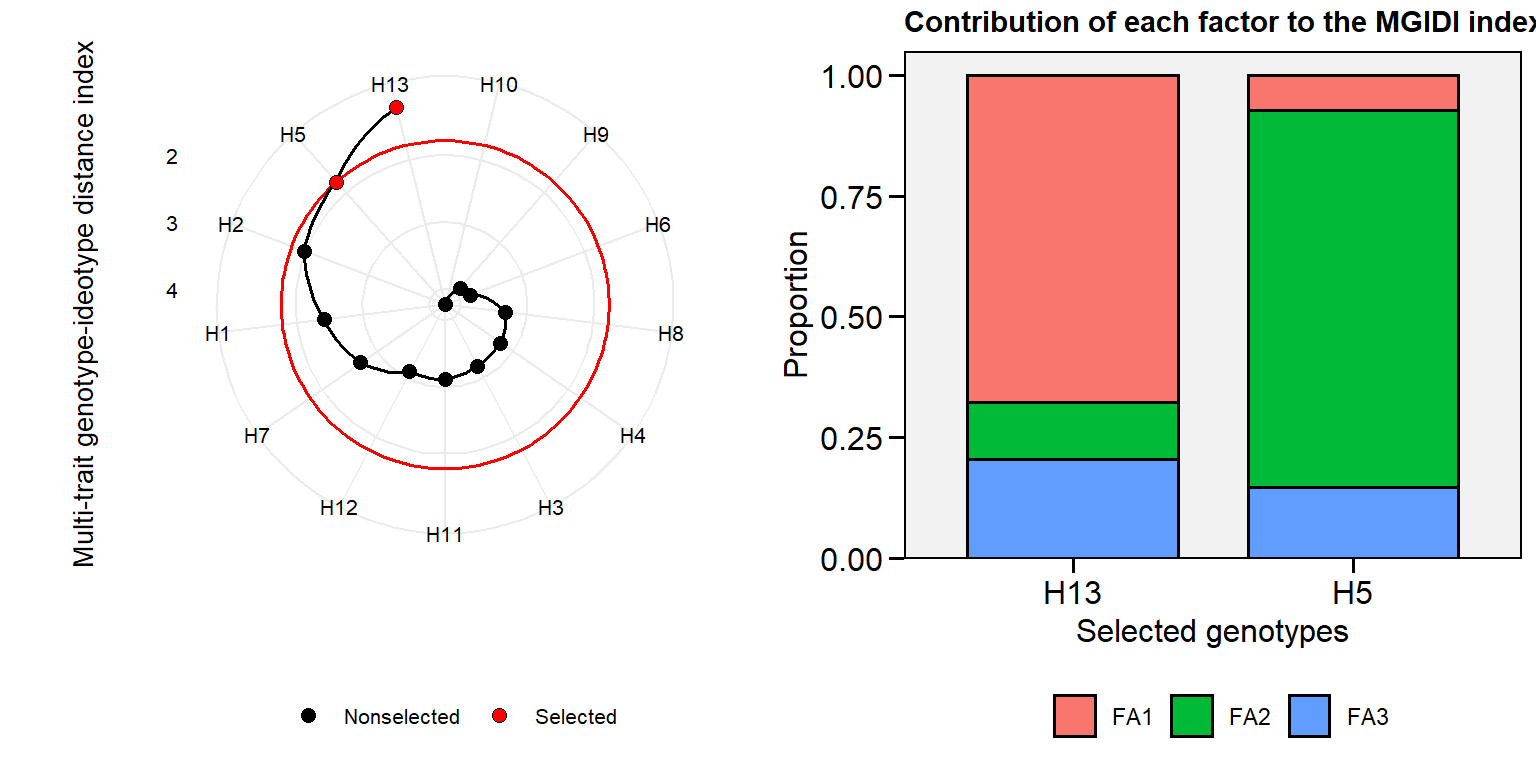 Multi-trait genotype-ideotype distance index
2
3
4
H13
H10
H5
H9
H2
H6
H1
H8
H7
H4
H12
H3
H11
Nonselected
Selected
Contribution of each factor to the MGIDI index
Proportion
1.00
0.75
0.50
0.25
0.00
H13
H5
Selected genotypes
FA1
FA2
FA3